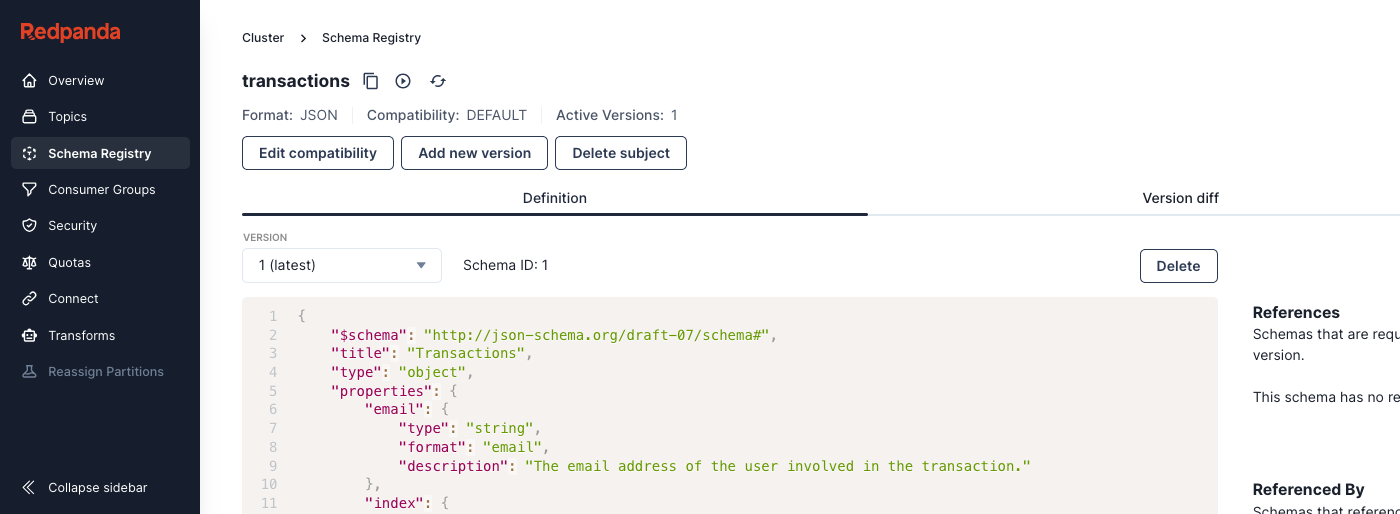 Redpanda
Overview
Topics
Schema Registry
Consumer Groups
Security
Quotas
Connect
Transforms
Reassign Partitions
Collapse sidebar
Cluster > Schema Registry
transactions
Format: JSON Compatibility: DEFAULT Active Versions: 1
Edit compatibility Add new version Delete subject
Definition Version diff
VERSION
1 (latest) Schema ID: 1 Delete
1 {
2 "$schema": "http://json-schema.org/draft-07/schema#",
3 "title": "Transactions",
4 "type": "object",
5 "properties": {
6 "email": {
7 "type": "string",
8 "format": "email",
9 "description": "The email address of the user involved in the transaction."
10 },
11 "index": {
References
Schemas that are requ
version.
This schema has no re
Referenced By
Schemas that referenc